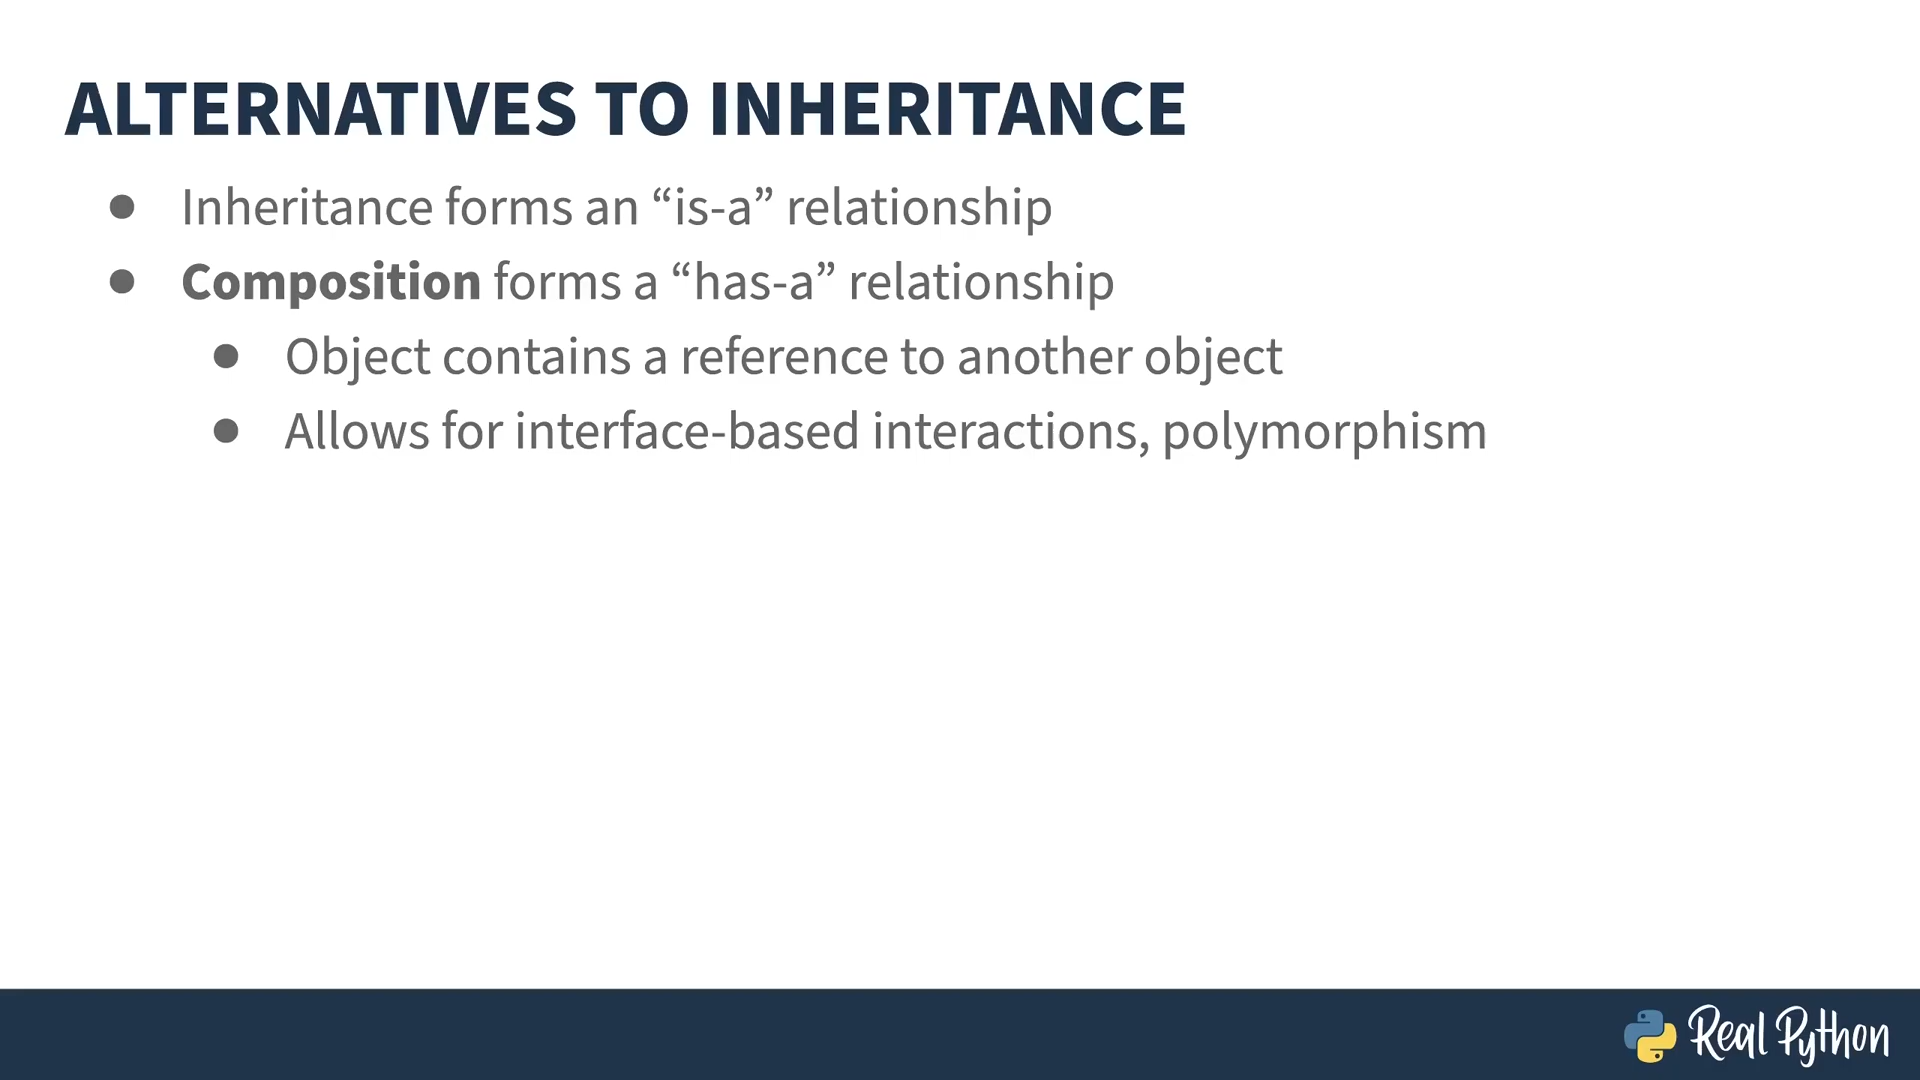 ALTERNATIVES TO INHERITANCE
● Inheritance forms an “is-a” relationship
● Composition forms a “has-a” relationship
● Object contains a reference to another object
● Allows for interface-based interactions, polymorphism
Real Python